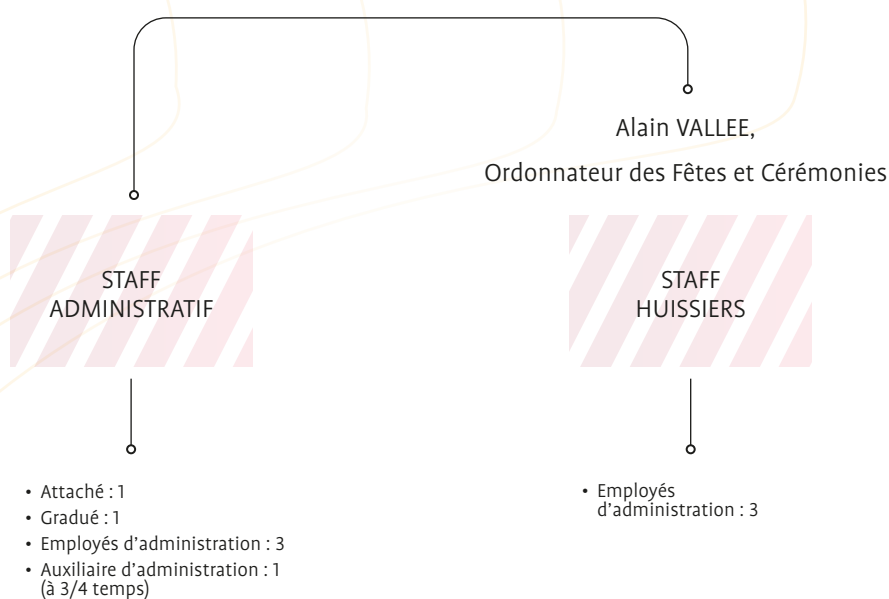 Alain VALLEE,
Ordonnateur des Fêtes et Cérémonies
STAFF
ADMINISTRATIF
STAFF
HUISSIERS
• Attaché : 1
• Gradué : 1
• Employés d'administration : 3
• Auxiliaire d'administration : 1
(à 3/4 temps)
• Employés
d'administration : 3